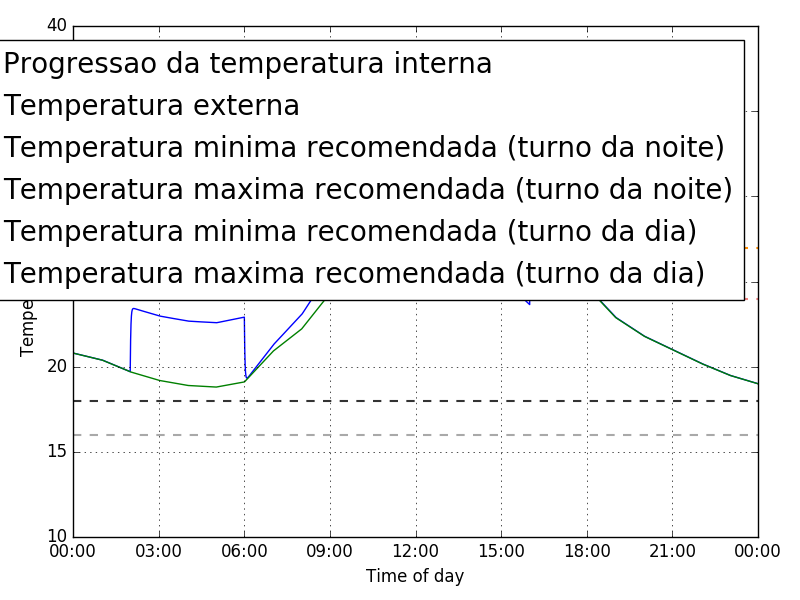 40
Progressao da temperatura interna
Temperatura externa
Temperatura minima recomendada (turno da noite)
Temperatura maxima recomendada (turno da noite)
Temperatura minima recomendada (turno da dia)
Temperatura maxima recomendada (turno da dia)
20
15
10
00:00 03:00 06:00 09:00 12:00 15:00 18:00 21:00 00:00
Time of day